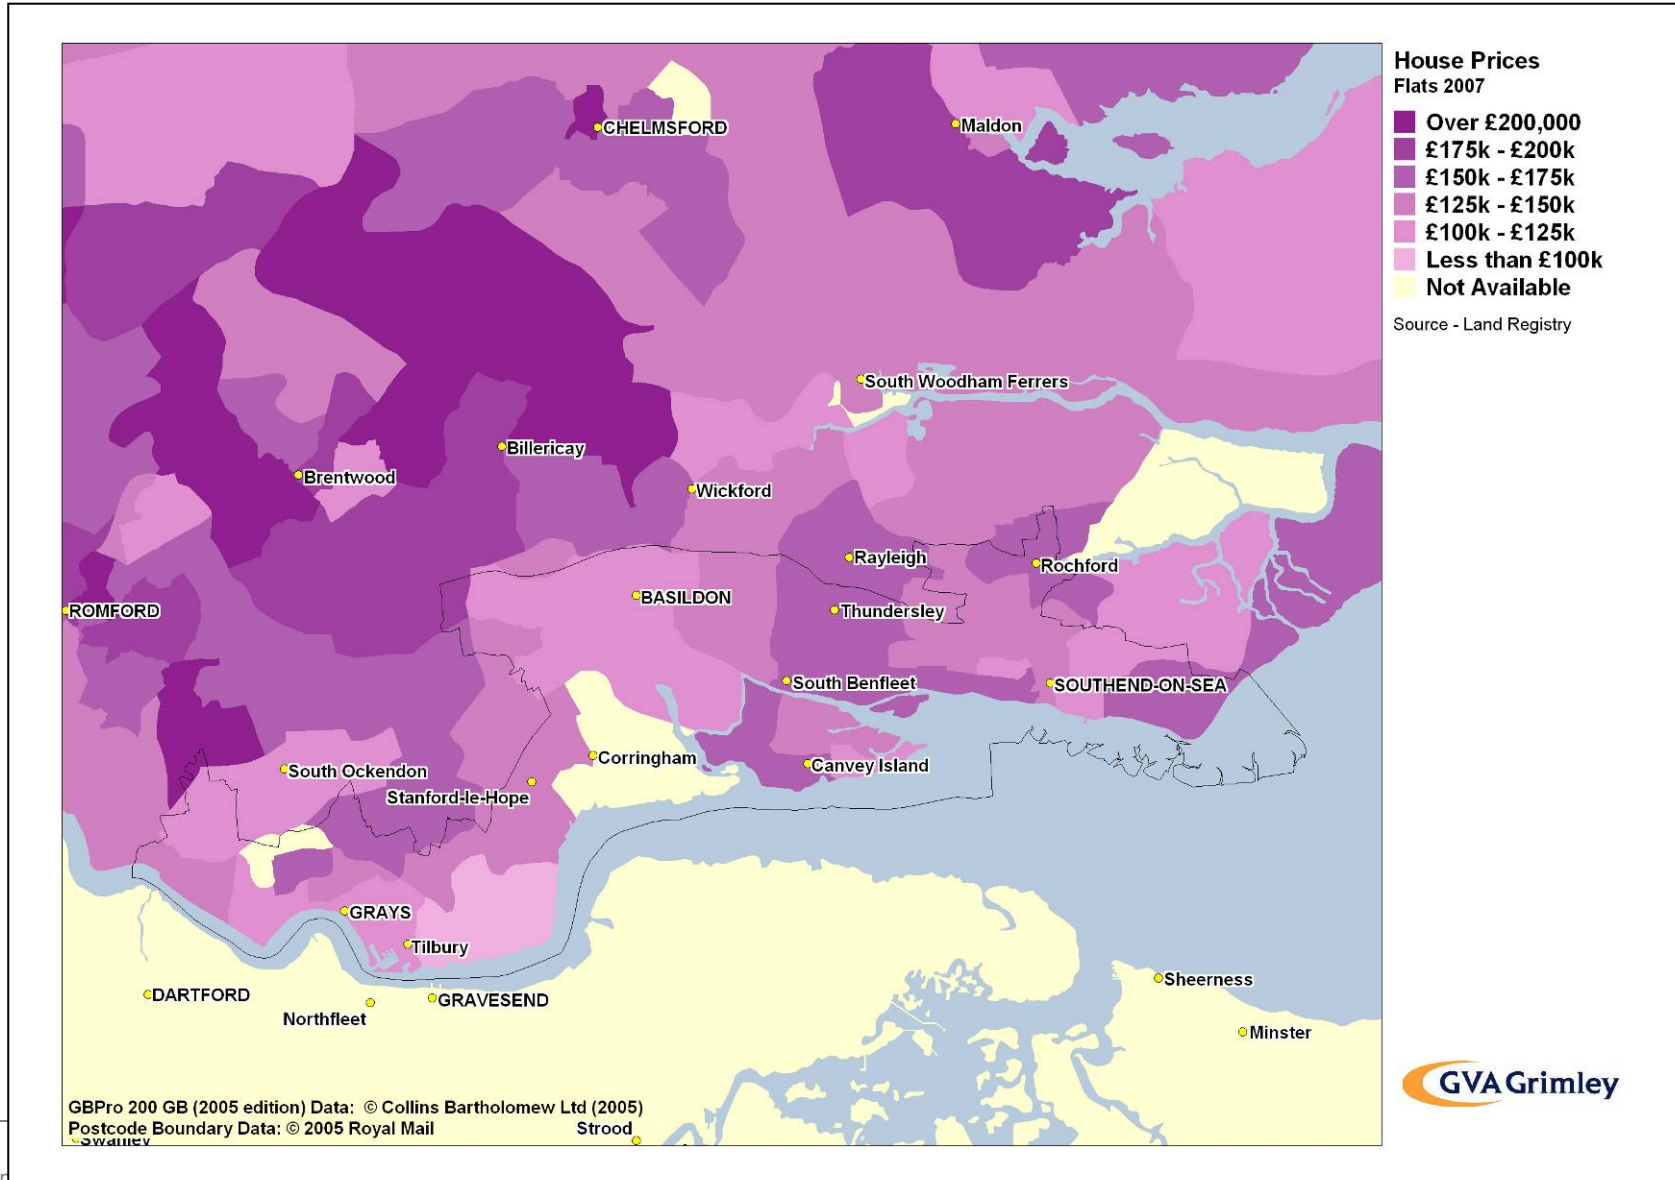 House Prices
Flats 2007
Over £200,000
£175k - £200k
£150k - £175k
£125k - £150k
£100k - £125k
Less than £100k
Not Available
Source - Land Registry
CHELMSFORD
Maldon
South Woodham Ferrers
Billericay
Brentwood
Wickford
Rayleigh
Rochford
BASILDON
ROMFORD
Thundersley
South Benfleet
SOUTHEND-ON-SEA
Corringham
Canvey Island
South Ockendon
Stanford-le-Hope
GRAYS
Tilbury
Sheerness
DARTFORD
GRAVESEND
Northfleet
Minster
GVA Grimley
GBPro 200 GB (2005 edition) Data: © Collins Bartholomew Ltd (2005)
Postcode Boundary Data: © 2005 Royal Mail
Strood
Swanley